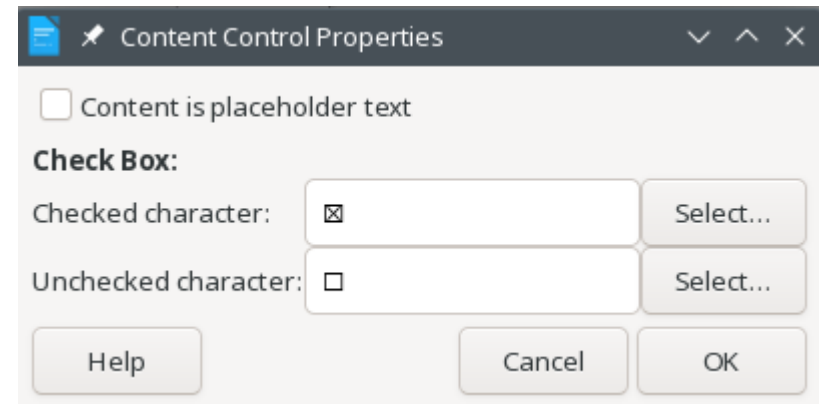 Content Control Properties
Content is placeholder text
Check Box:
Checked character: ☒ Select...
Unchecked character: ☐ Select...
Help Cancel OK